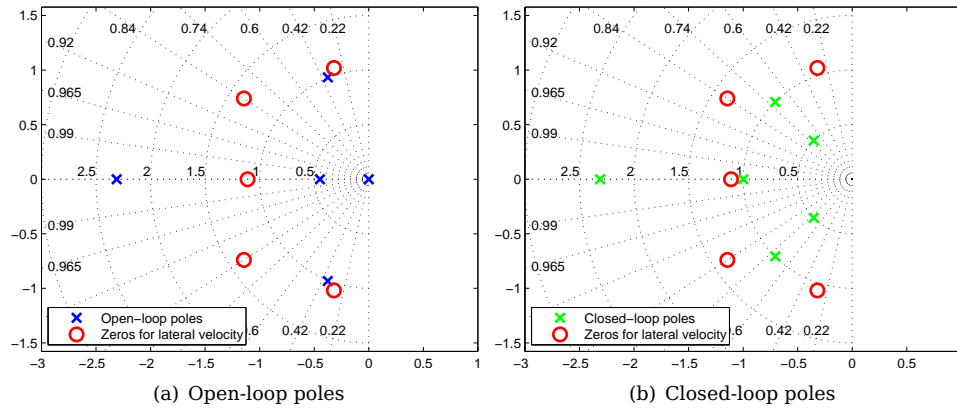 1.5
1
0.5
0
−0.5
−1
−1.5
0.84 0.74 0.6 0.42 0.22
0.92
0.965
0.99
2.5 2 1.5 1 0.5
0.99
0.965
0.6 0.42 0.22
Open−loop poles
Zeros for lateral velocity
−3 −2.5 −2 −1.5 −1 −0.5 0 0.5 1
(a) Open-loop poles
1.5
1
0.5
0
−0.5
−1
−1.5
0.84 0.74 0.6 0.42 0.22
0.92
0.965
0.99
2.5 2 1.5 1 0.5
0.99
0.965
0.6 0.42 0.22
Closed−loop poles
Zeros for lateral velocity
−3 −2.5 −2 −1.5 −1 −0.5 0 0.5
(b) Closed-loop poles